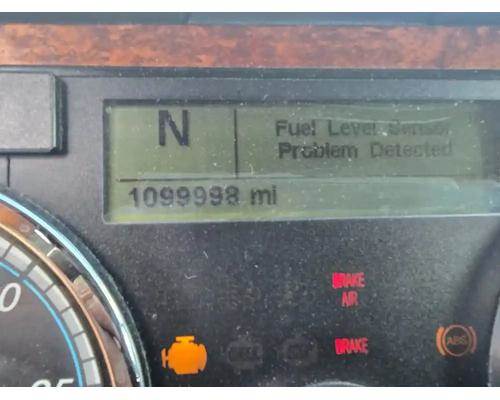 N
Fuel Level Sensor
Problem Detected
1099998 mi
BRAKE
AIR
BRAKE
ABS